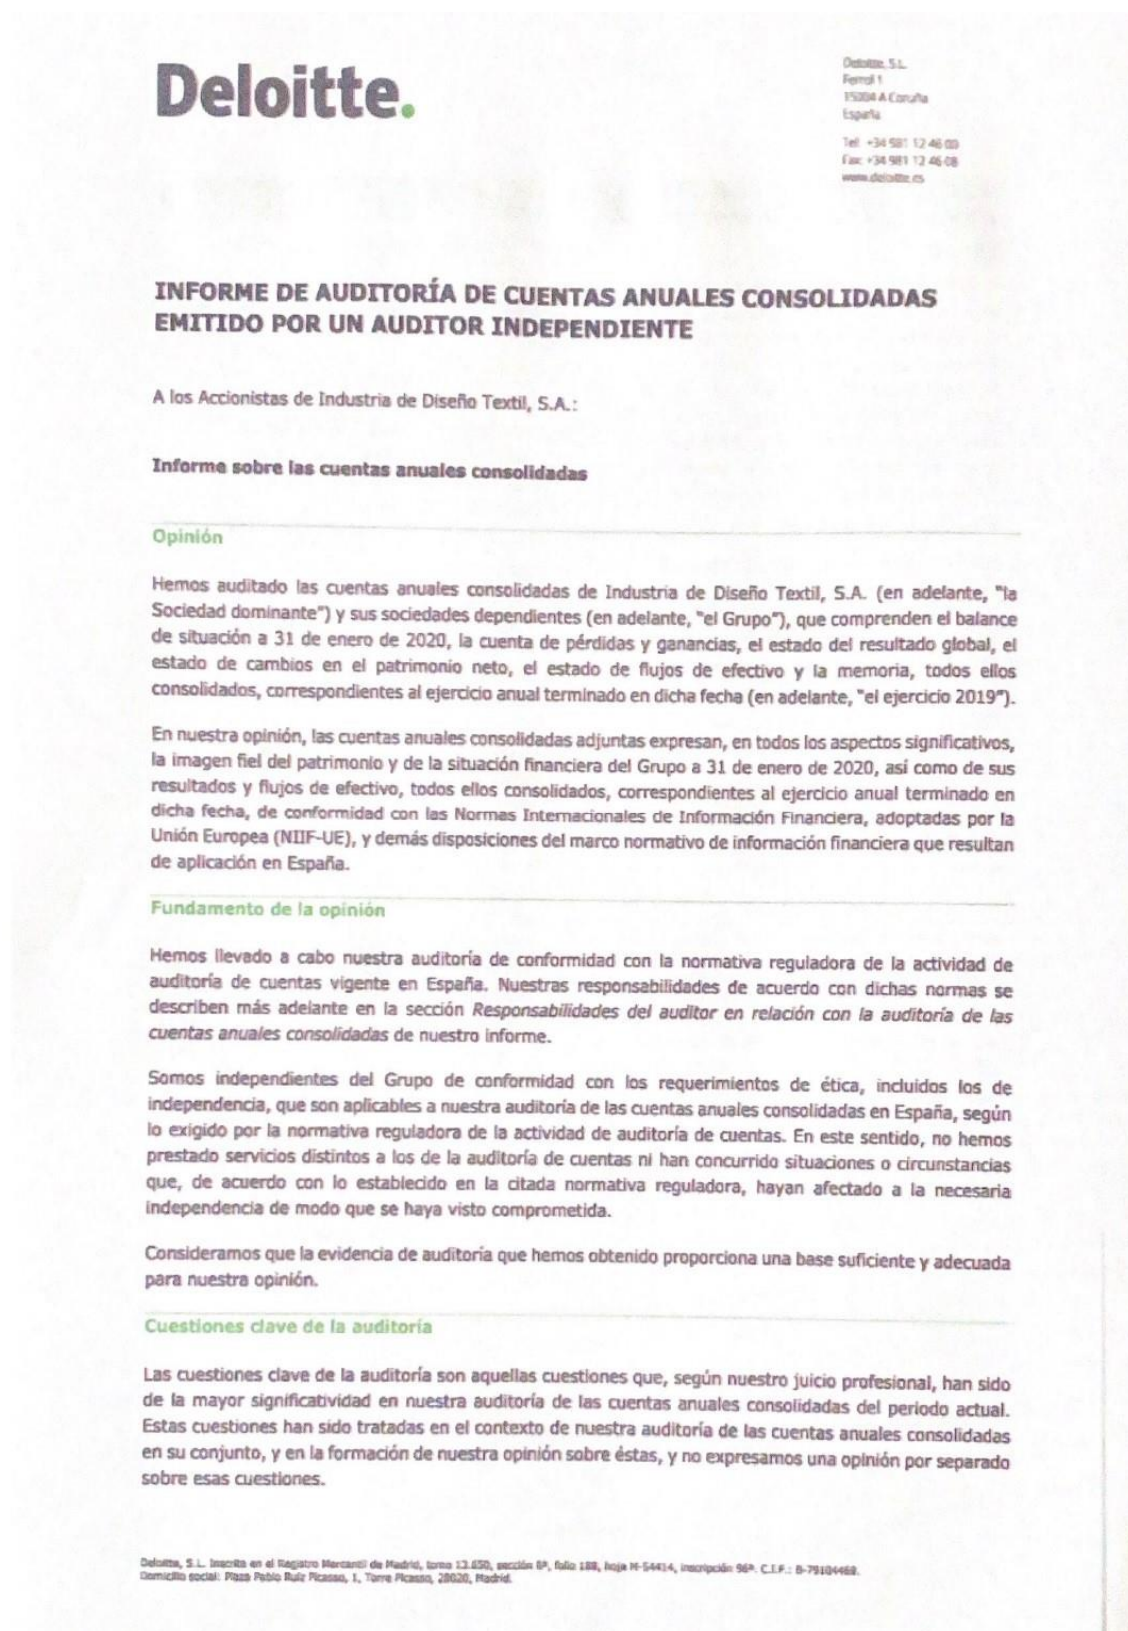 Deloitte.
Deloitte, S.L.
Ferrol 1
15004 A Coruña
España
Tel: +34 981 12 46 00
Fax: +34 981 12 46 08
www.deloitte.es
INFORME DE AUDITORÍA DE CUENTAS ANUALES CONSOLIDADAS
EMITIDO POR UN AUDITOR INDEPENDIENTE
A los Accionistas de Industria de Diseño Textil, S.A.:
Informe sobre las cuentas anuales consolidadas
Opinión
Hemos auditado las cuentas anuales consolidadas de Industria de Diseño Textil, S.A. (en adelante, "la
Sociedad dominante") y sus sociedades dependientes (en adelante, "el Grupo"), que comprenden el balance
de situación a 31 de enero de 2020, la cuenta de pérdidas y ganancias, el estado del resultado global, el
estado de cambios en el patrimonio neto, el estado de flujos de efectivo y la memoria, todos ellos
consolidados, correspondientes al ejercicio anual terminado en dicha fecha (en adelante, "el ejercicio 2019").
En nuestra opinión, las cuentas anuales consolidadas adjuntas expresan, en todos los aspectos significativos,
la imagen fiel del patrimonio y de la situación financiera del Grupo a 31 de enero de 2020, así como de sus
resultados y flujos de efectivo, todos ellos consolidados, correspondientes al ejercicio anual terminado en
dicha fecha, de conformidad con las Normas Internacionales de Información Financiera, adoptadas por la
Unión Europea (NIIF-UE), y demás disposiciones del marco normativo de información financiera que resultan
de aplicación en España.
Fundamento de la opinión
Hemos llevado a cabo nuestra auditoría de conformidad con la normativa reguladora de la actividad de
auditoría de cuentas vigente en España. Nuestras responsabilidades de acuerdo con dichas normas se
describen más adelante en la sección Responsabilidades del auditor en relación con la auditoría de las
cuentas anuales consolidadas de nuestro informe.
Somos independientes del Grupo de conformidad con los requerimientos de ética, incluidos los de
independencia, que son aplicables a nuestra auditoría de las cuentas anuales consolidadas en España, según
lo exigido por la normativa reguladora de la actividad de auditoría de cuentas. En este sentido, no hemos
prestado servicios distintos a los de la auditoría de cuentas ni han concurrido situaciones o circunstancias
que, de acuerdo con lo establecido en la citada normativa reguladora, hayan afectado a la necesaria
independencia de modo que se haya visto comprometida.
Consideramos que la evidencia de auditoría que hemos obtenido proporciona una base suficiente y adecuada
para nuestra opinión.
Cuestiones clave de la auditoría
Las cuestiones clave de la auditoría son aquellas cuestiones que, según nuestro juicio profesional, han sido
de la mayor significatividad en nuestra auditoría de las cuentas anuales consolidadas del periodo actual.
Estas cuestiones han sido tratadas en el contexto de nuestra auditoría de las cuentas anuales consolidadas
en su conjunto, y en la formación de nuestra opinión sobre éstas, y no expresamos una opinión por separado
sobre esas cuestiones.
Deloitte, S.L. Inscrita en el Registro Mercantil de Madrid, tomo 13.650, sección 8ª, folio 188, hoja M-54414, inscripción 96ª. C.I.F.: B-79104469.
Domicilio social: Plaza Pablo Ruiz Picasso, 1, Torre Picasso, 28020, Madrid.